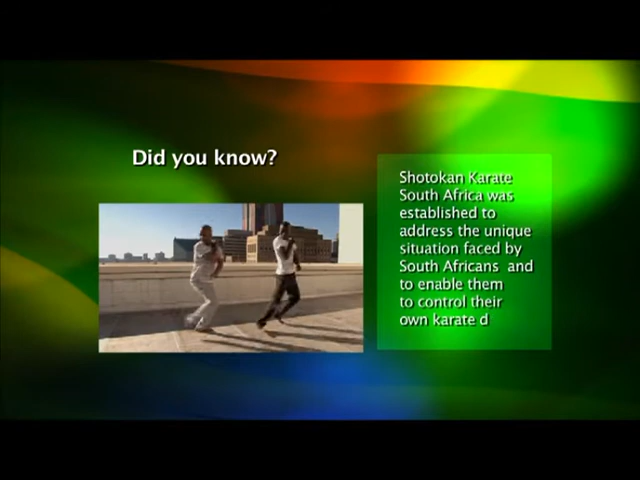 Did you know?
Shotokan Karate
South Africa was
established to
address the unique
situation faced by
South Africans and
to enable them
to control their
own karate d